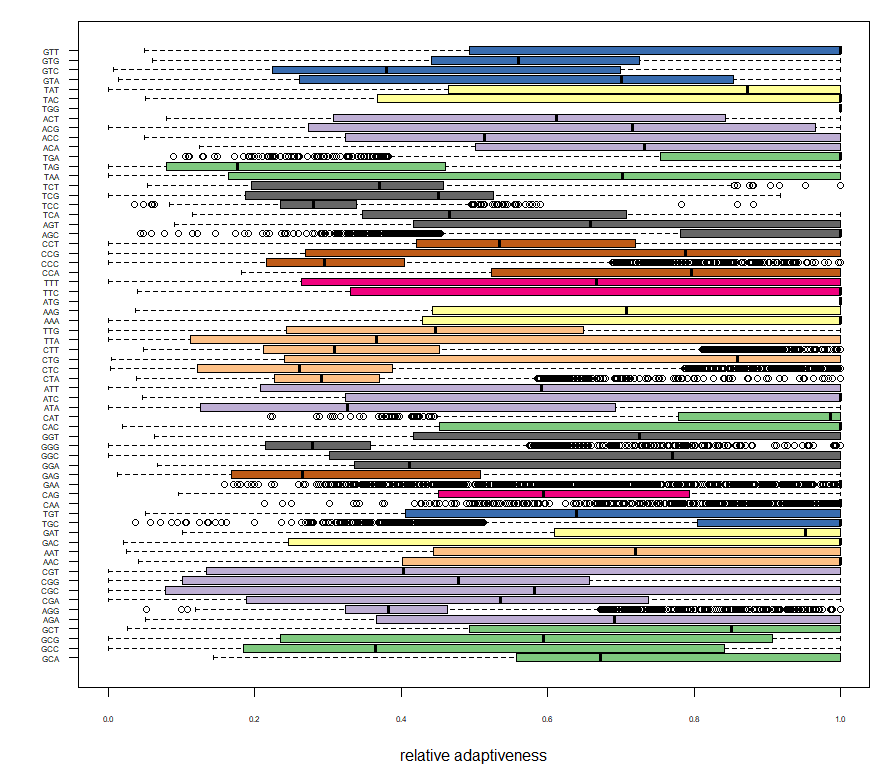 GTT
GTG
GTC
GTA
TAT
TAC
TGG
ACT
ACG
ACC
ACA
TGA
TAG
TAA
TCT
TCG
TCC
TCA
AGT
AGC
CCT
CCG
CCC
CCA
TTT
TTC
ATG
AAG
AAA
TTG
TTA
CTT
CTG
CTC
CTA
ATT
ATC
ATA
CAT
CAC
GGT
GGG
GGC
GGA
GAG
GAA
CAG
CAA
TGT
TGC
GAT
GAC
AAT
AAC
CGT
CGG
CGC
CGA
AGG
AGA
GCT
GCG
GCC
GCA
0.0 0.2 0.4 0.6 0.8 1.0
relative adaptiveness